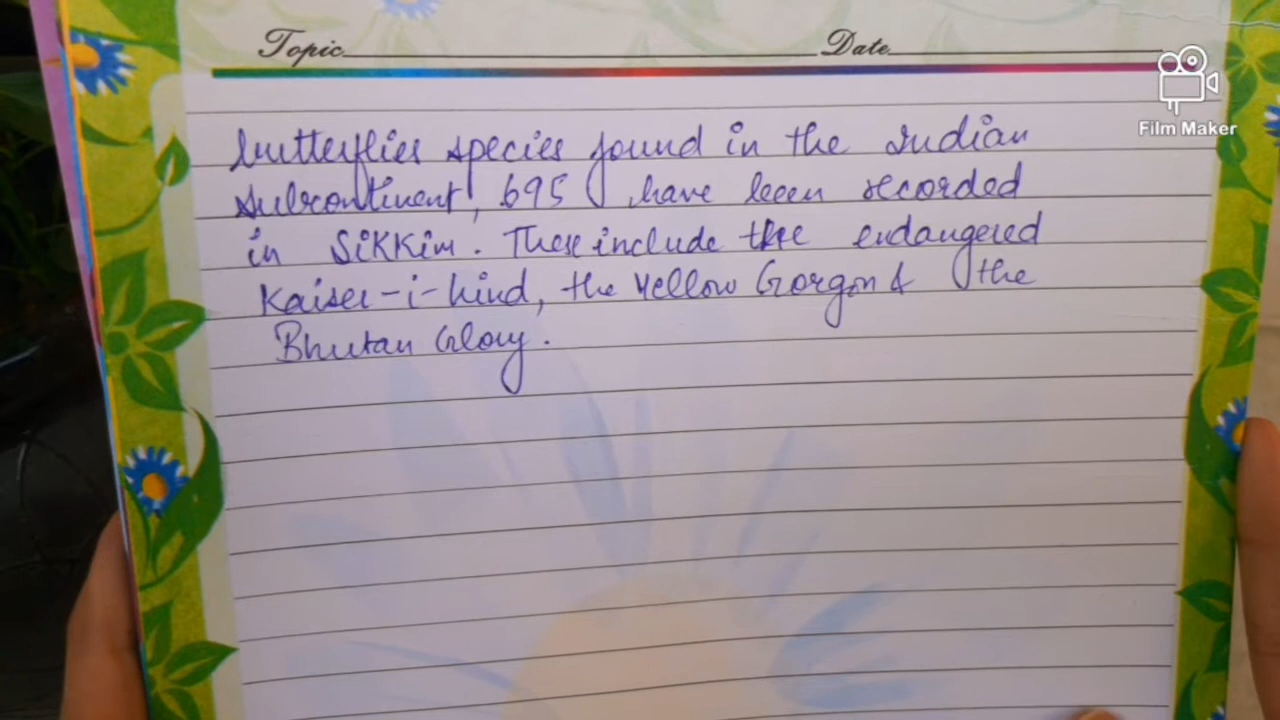 Topic Date
Film Maker
butterflies species found in the Indian
subcontinent, 695 have been recorded
in Sikkim. These include the endangered
Kaiser-i-hind, the Yellow Gorgon &  the
Bhutan Glory.